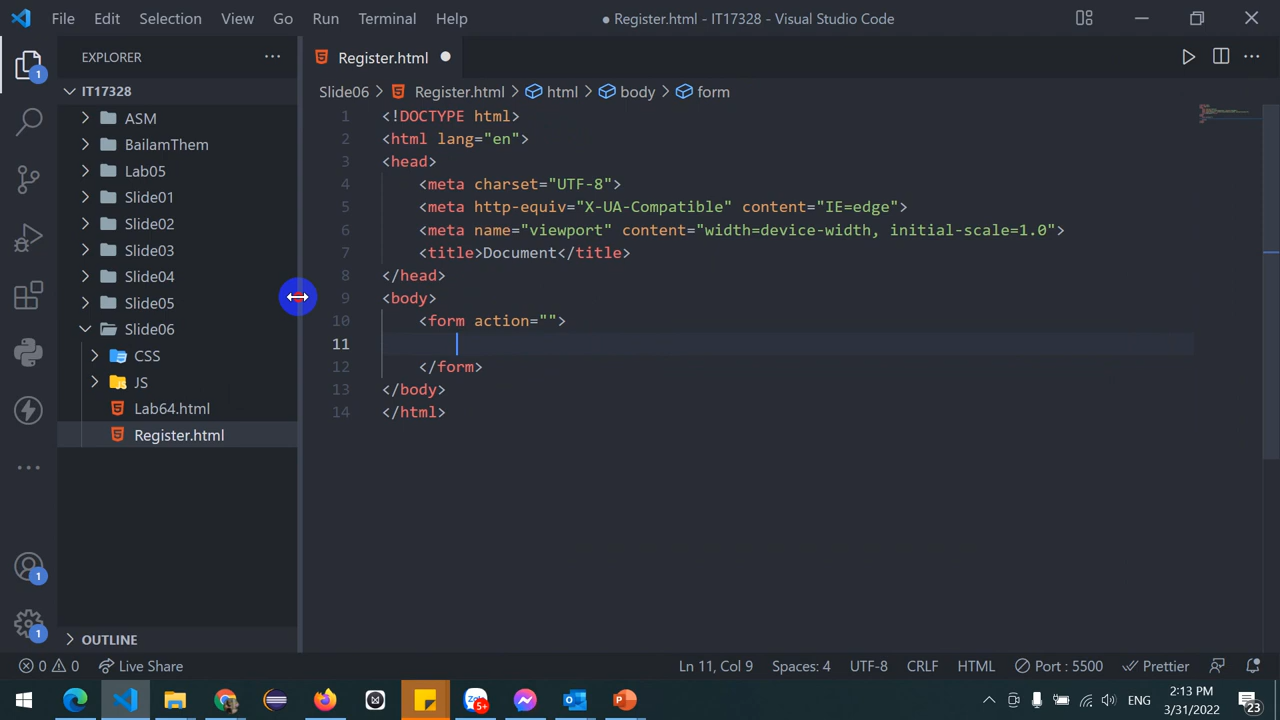 File Edit Selection View Go Run Terminal Help ● Register.html - IT17328 - Visual Studio Code
EXPLORER
Register.html
IT17328
Slide06 > Register.html > html > body > form
ASM
BailamThem
Lab05
Slide01
Slide02
Slide03
Slide04
Slide05
Slide06
CSS
JS
Lab64.html
Register.html
OUTLINE
1 <!DOCTYPE html>
2 <html lang="en">
3 <head>
4 <meta charset="UTF-8">
5 <meta http-equiv="X-UA-Compatible" content="IE=edge">
6 <meta name="viewport" content="width=device-width, initial-scale=1.0">
7 <title>Document</title>
8 </head>
9 <body>
10 <form action="">
11
12 </form>
13 </body>
14 </html>
1
1
1
0 0 Live Share Ln 11, Col 9 Spaces: 4 UTF-8 CRLF HTML Port : 5500 Prettier
5+ ENG 2:13 PM
3/31/2022 23